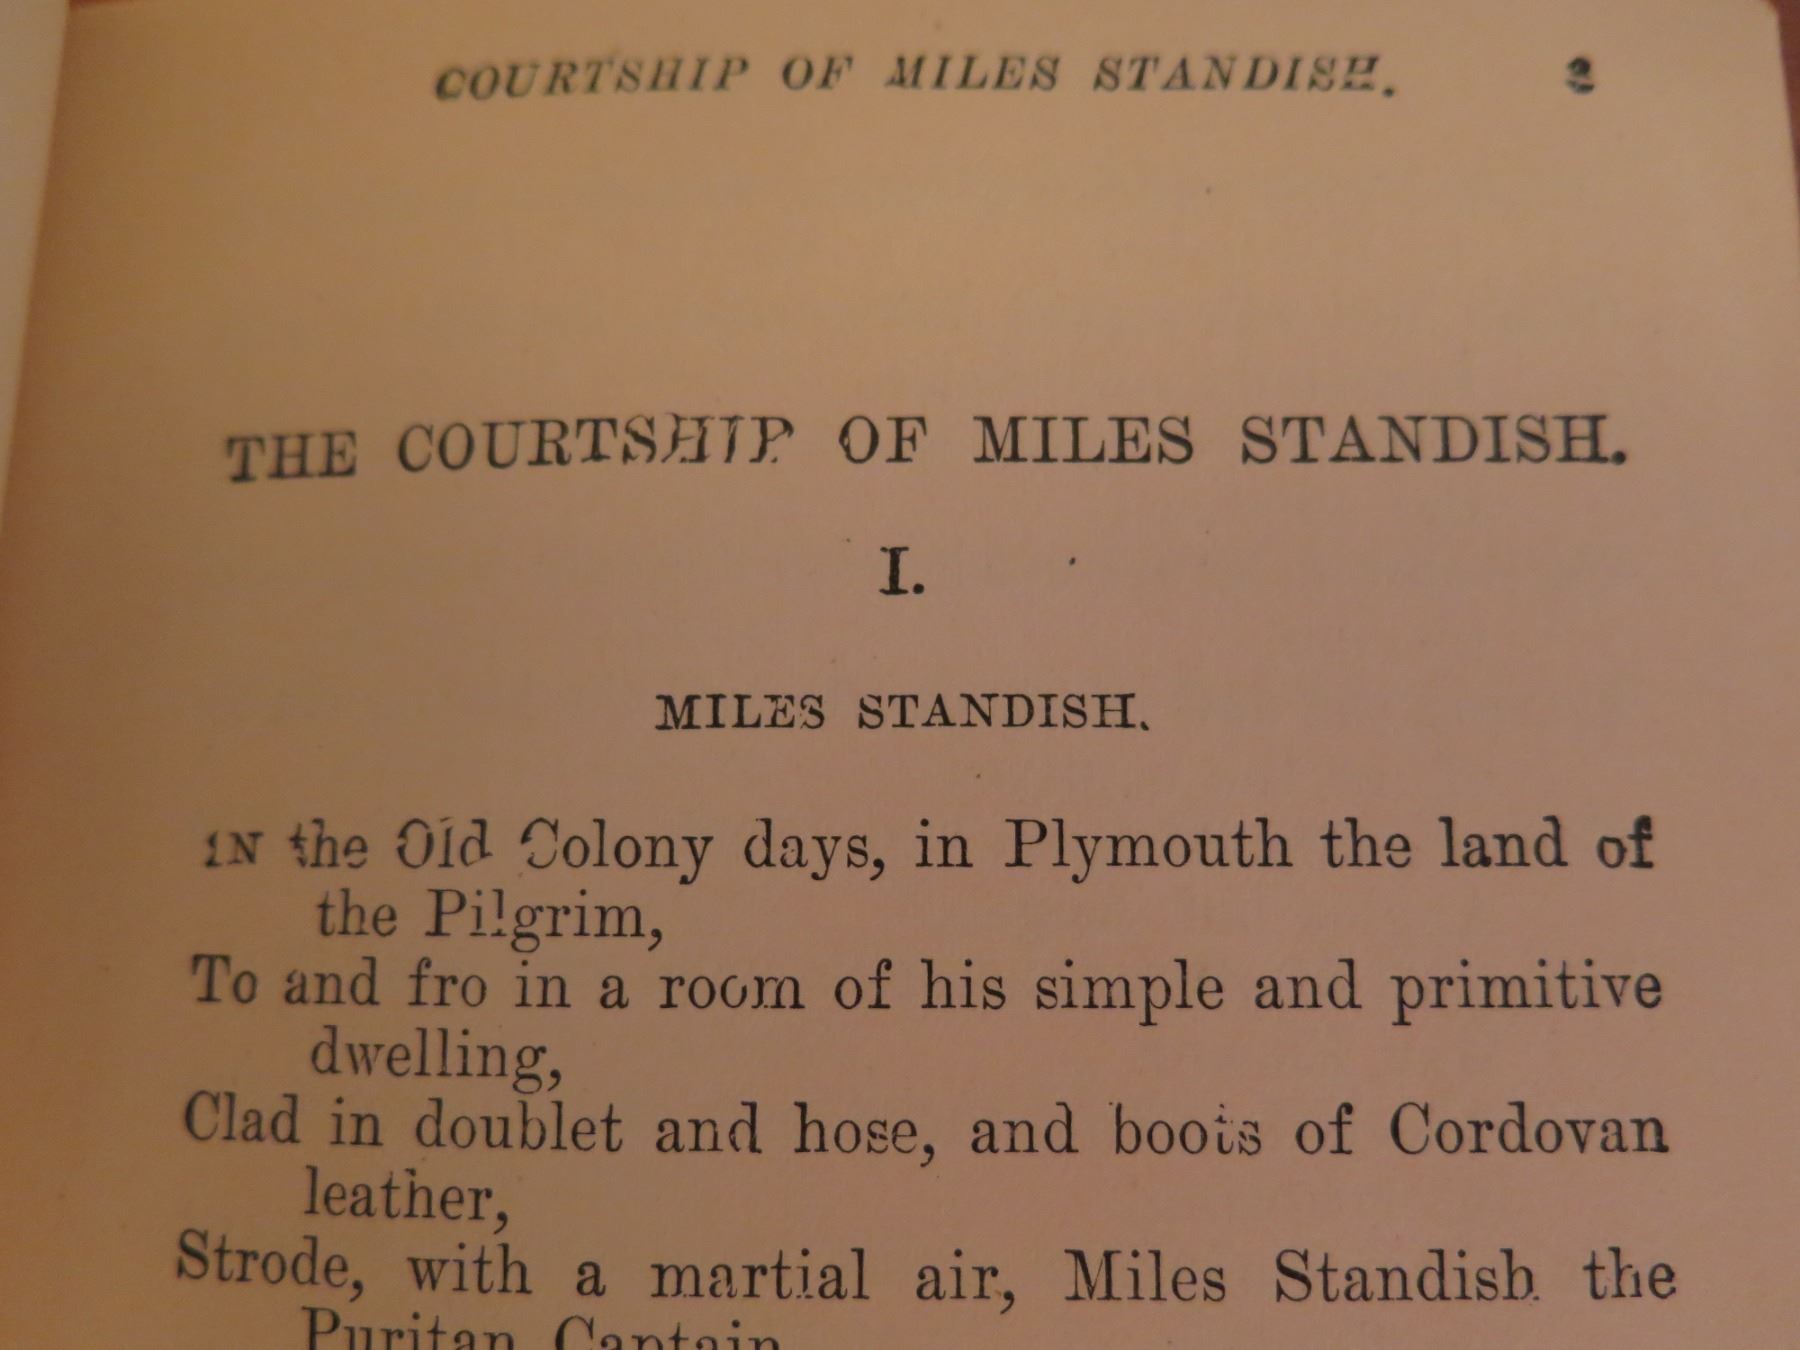 COURTSHIP OF MILES STANDISH.
THE COURTSHIP OF MILES STANDISH.
I.
MILES STANDISH.
IN the Old Colony days, in Plymouth the land of
the Pilgrim,
To and fro in a room of his simple and primitive
dwelling,
Clad in doublet and hose, and boots of Cordovan
leather,
Strode, with a martial air, Miles Standish the
Puritan Captain